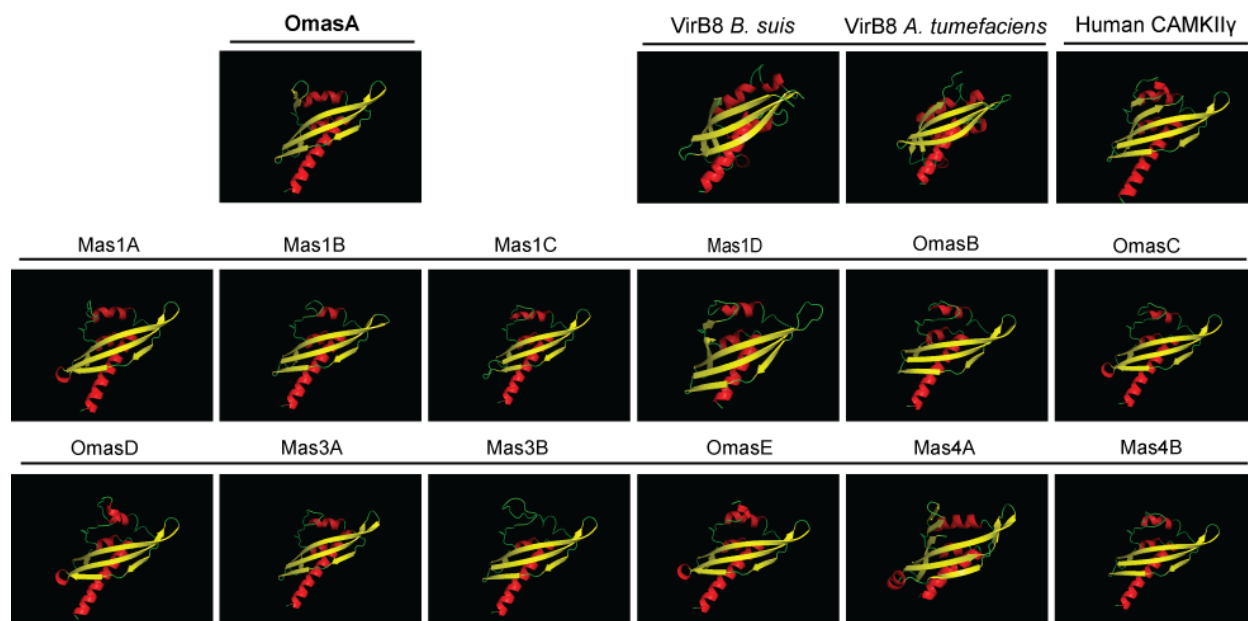 OmasA VirB8 B. suis VirB8 A. tumefaciens Human CAMKIIγ
Mas1A Mas1B Mas1C Mas1D OmasB OmasC
OmasD Mas3A Mas3B OmasE Mas4A Mas4B